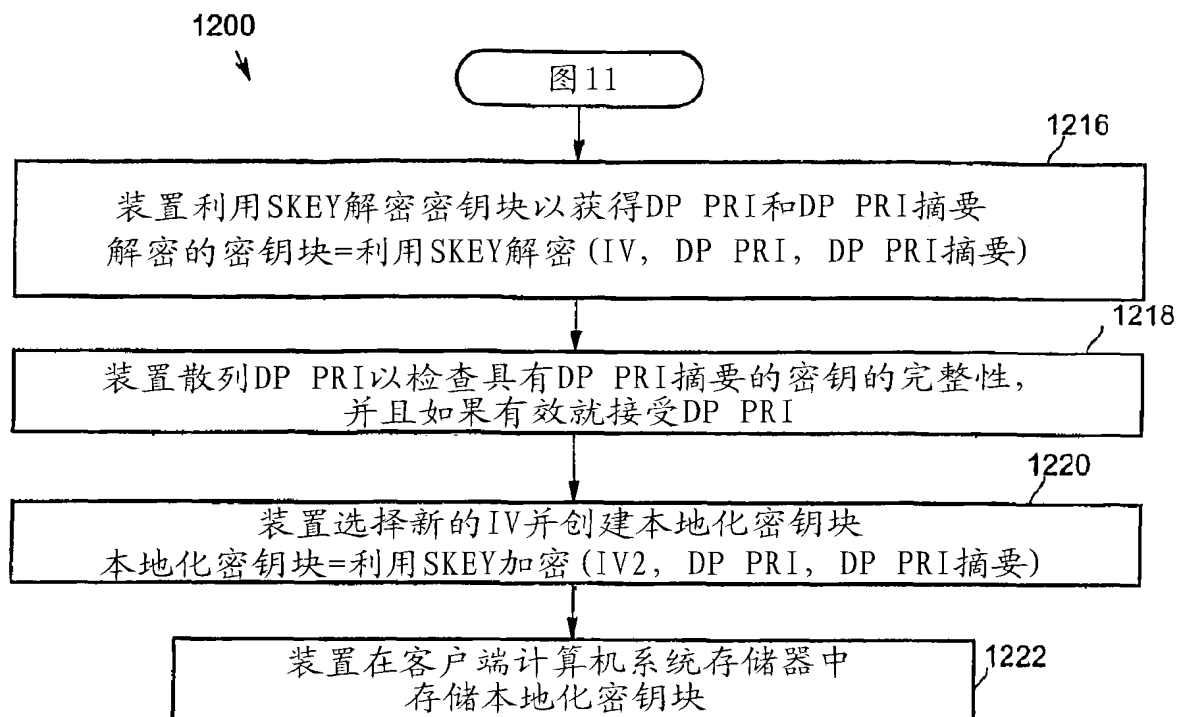 1200
图11
1216
装置利用SKEY解密密钥块以获得DP PRI和DP PRI摘要
解密的密钥块=利用SKEY解密(IV, DP PRI, DP PRI摘要)
1218
装置散列DP PRI以检查具有DP PRI摘要的密钥的完整性,
并且如果有效就接受DP PRI
1220
装置选择新的IV并创建本地化密钥块
本地化密钥块=利用SKEY加密(IV2, DP PRI, DP PRI摘要)
装置在客户端计算机系统存储器中
存储本地化密钥块
1222